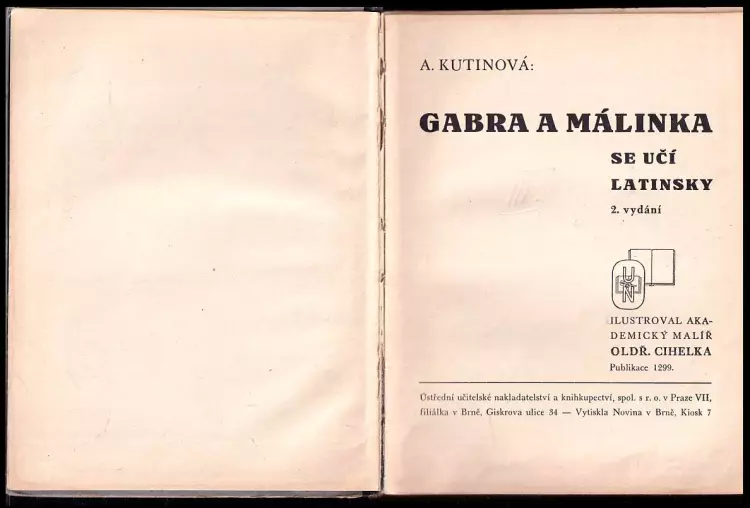 A. KUTINOVÁ:
GABRA A MÁLINKA
SE UČÍ
LATINSKY
2. vydání
UN
ILUSTROVAL AKA-
DEMICKÝ MALÍŘ
OLDŘ. CIHELKA
Publikace 1299.
Ústřední učitelské nakladatelství a knihkupectví, spol. s r. o. v Praze VII,
filiálka v Brně, Giskrova ulice 34 — Vytiskla Novina v Brně, Kiosk 7